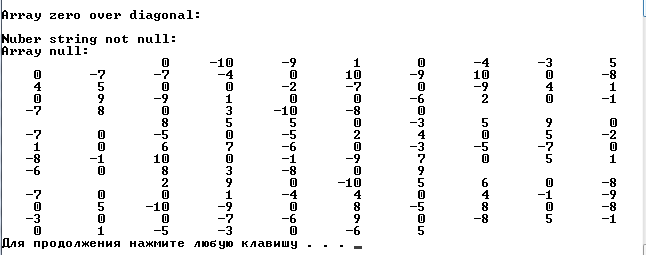 Array zero over diagonal:
Nuber string not null:
Array null:
0 -10 -9 1 0 -4 -3 5
0 -7 -7 -4 0 10 -9 10 0 -8
4 5 0 0 -2 -7 0 -9 4 1
0 9 -9 1 0 0 -6 2 0 -1
-7 8 0 3 -10 -8 0
8 5 5 0 -3 5 9 0
-7 0 -5 0 -5 2 4 0 5 -2
1 0 6 7 -6 0 -3 -5 -7 0
-8 -1 10 0 -1 -9 7 0 5 1
-6 0 8 3 -8 0 9
2 9 0 -10 5 6 0 -8
-7 0 0 1 -4 4 0 4 -1 -9
0 5 -10 -9 0 8 -5 8 0 -8
-3 0 0 -7 -6 9 0 -8 5 -1
0 1 -5 -3 0 -6 5
Для продолжения нажмите любую клавишу . . .